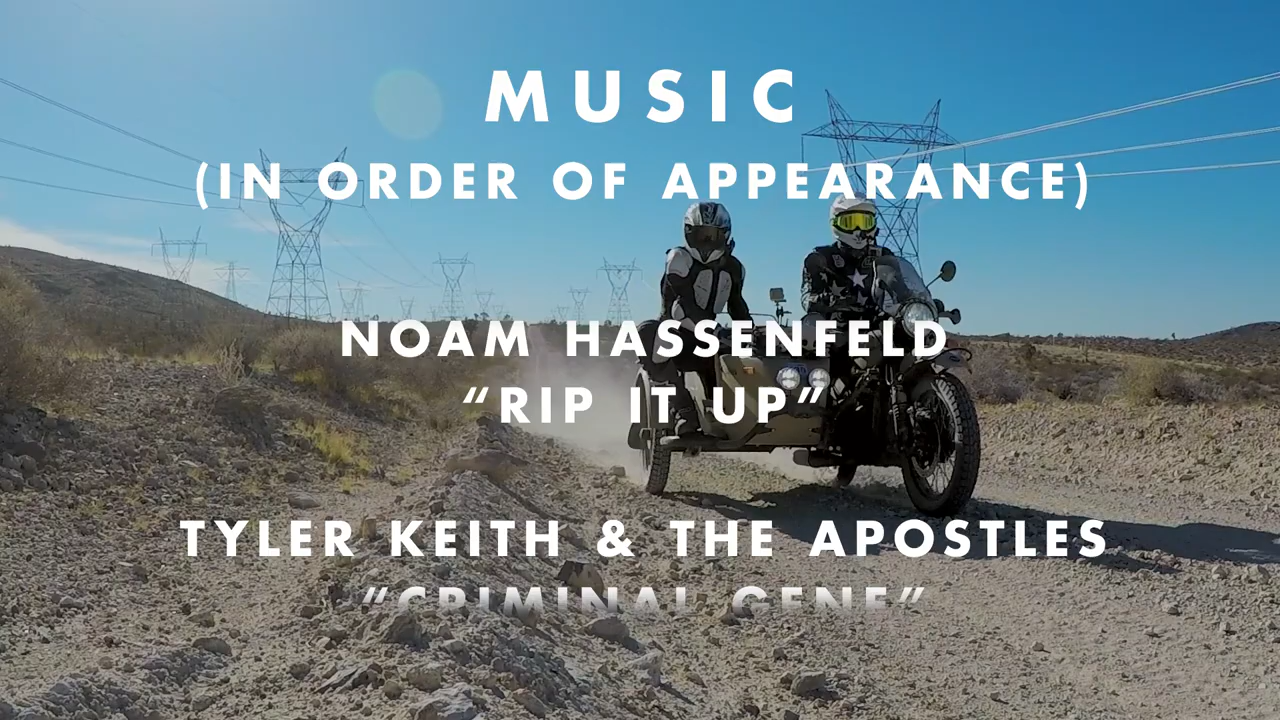 MUSIC
(IN ORDER OF APPEARANCE)
NOAM HASSENFELD
“RIP IT UP”
TYLER KEITH & THE APOSTLES
“CRIMINAL GENE”